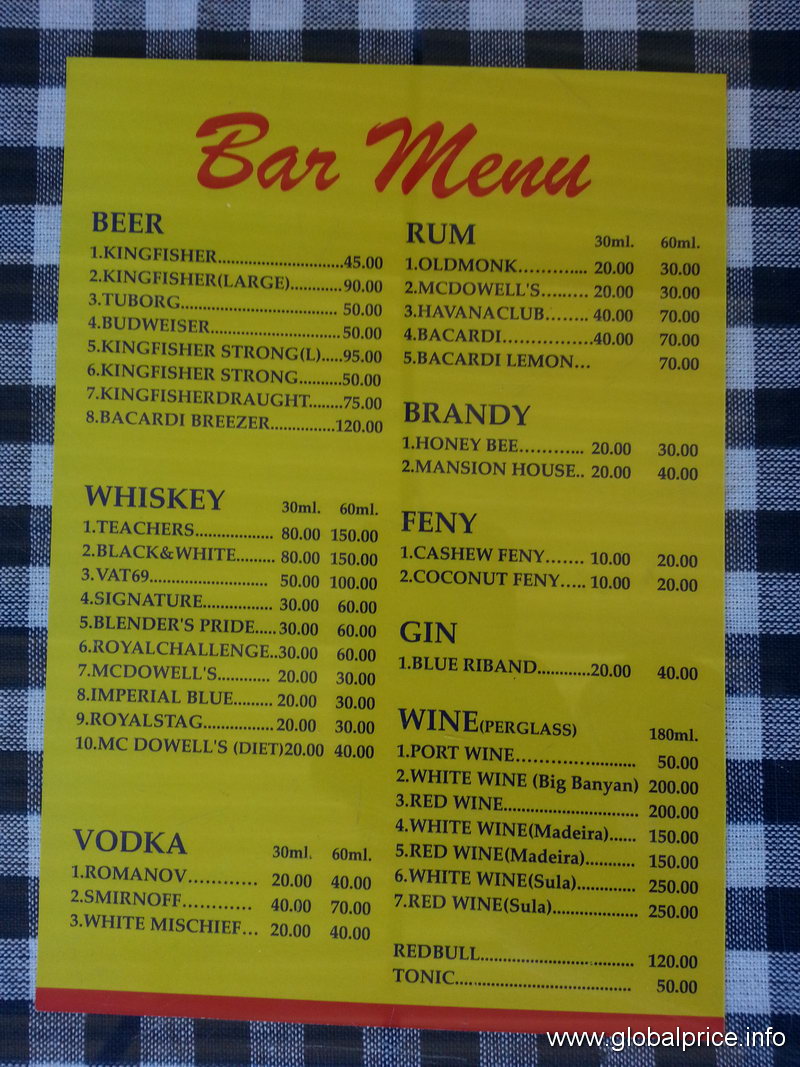 Bar Menu
BEER
1.KINGFISHER............................45.00
2.KINGFISHER(LARGE)............90.00
3.TUBORG................................... 50.00
4.BUDWEISER.............................50.00
5.KINGFISHER STRONG(L).....95.00
6.KINGFISHER STRONG..........50.00
7.KINGFISHERDRAUGHT........75.00
8.BACARDI BREEZER...............120.00
WHISKEY 30ml. 60ml.
1.TEACHERS.................. 80.00 150.00
2.BLACK&WHITE......... 80.00 150.00
3.VAT69........................... 50.00 100.00
4.SIGNATURE................ 30.00 60.00
5.BLENDER'S PRIDE.....30.00 60.00
6.ROYALCHALLENGE..30.00 60.00
7.MCDOWELL'S............ 20.00 30.00
8.IMPERIAL BLUE......... 20.00 30.00
9.ROYALSTAG................20.00 30.00
10.MC DOWELL'S (DIET)20.00 40.00
VODKA 30ml. 60ml.
1.ROMANOV............ 20.00 40.00
2.SMIRNOFF............ 40.00 70.00
3.WHITE MISCHIEF... 20.00 40.00
RUM 30ml. 60ml.
1.OLDMONK............. 20.00 30.00
2.MCDOWELL'S......... 20.00 30.00
3.HAVANACLUB........ 40.00 70.00
4.BACARDI..................40.00 70.00
5.BACARDI LEMON... 70.00
BRANDY
1.HONEY BEE............ 20.00 30.00
2.MANSION HOUSE.. 20.00 40.00
FENY
1.CASHEW FENY....... 10.00 20.00
2.COCONUT FENY..... 10.00 20.00
GIN
1.BLUE RIBAND............20.00 40.00
WINE(PERGLASS) 180ml.
1.PORT WINE......................... 50.00
2.WHITE WINE (Big Banyan) 200.00
3.RED WINE............................... 200.00
4.WHITE WINE(Madeira)...... 150.00
5.RED WINE(Madeira)........... 150.00
6.WHITE WINE(Sula).............. 250.00
7.RED WINE(Sula).................... 250.00
REDBULL.................................... 120.00
TONIC......................................... 50.00
www.globalprice.info